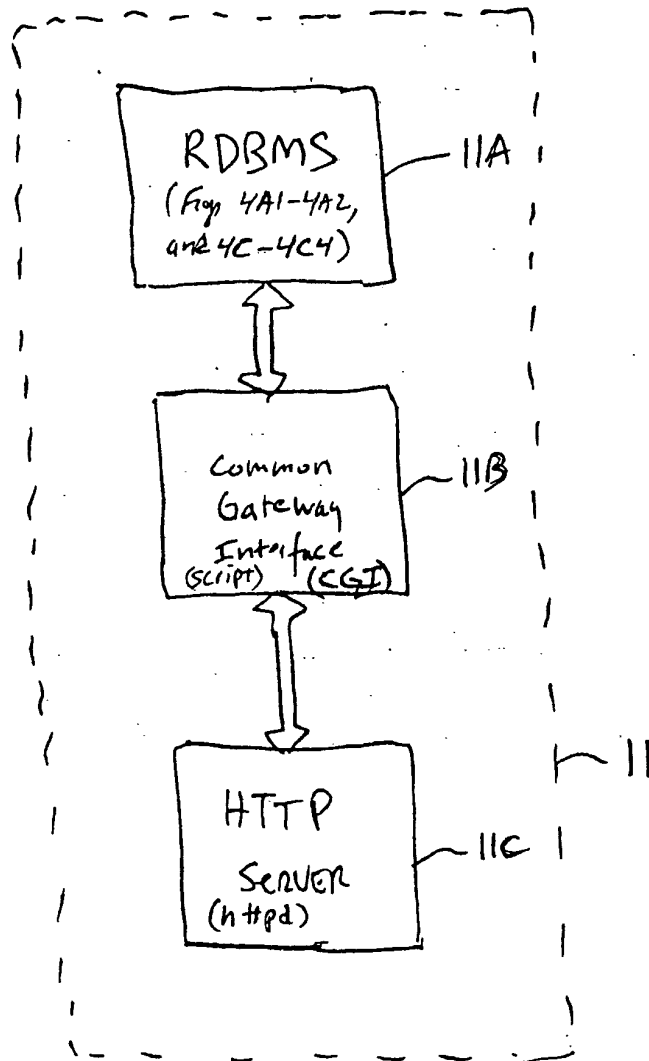 RDBMS
11A
(Figs 4A1-4A2,
and 4C-4C4)
Common
11B
Gateway
Interface
(script) (CGI)
11
HTTP
11C
SERVER
(httpd)